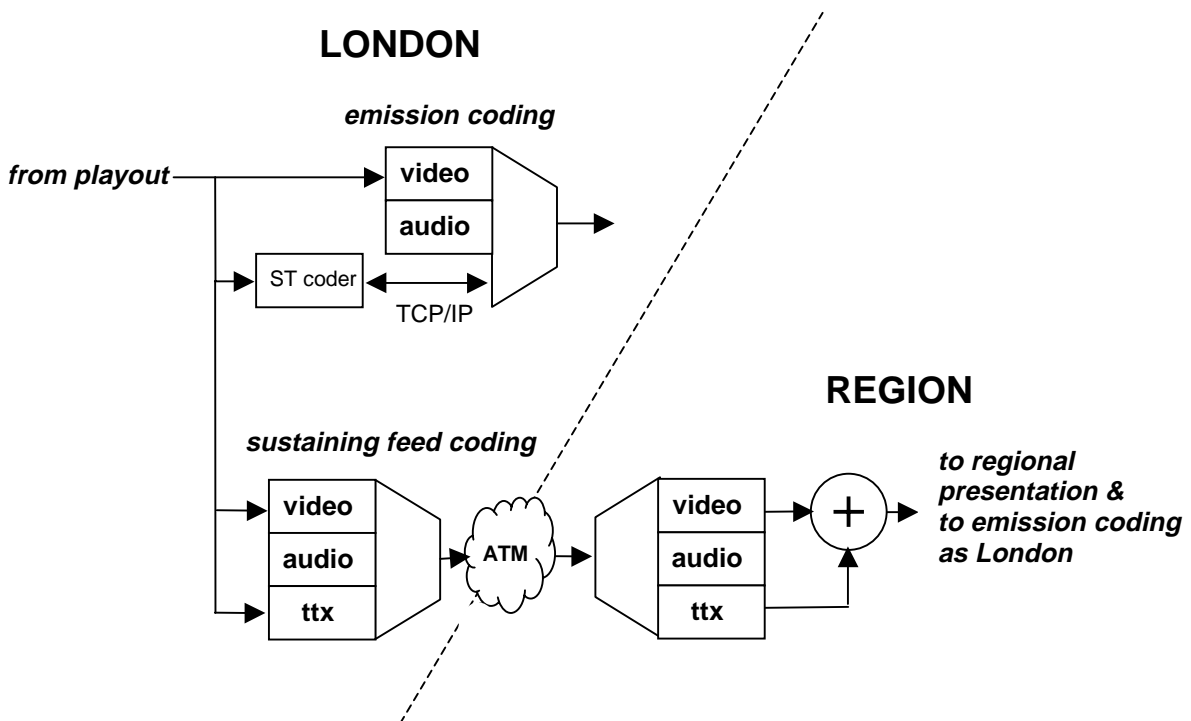 LONDON
emission coding
from playout
video
audio
ST coder
TCP/IP
REGION
sustaining feed coding
video
audio
ttx
ATM
video
audio
ttx
+
to regional
presentation &
to emission coding
as London